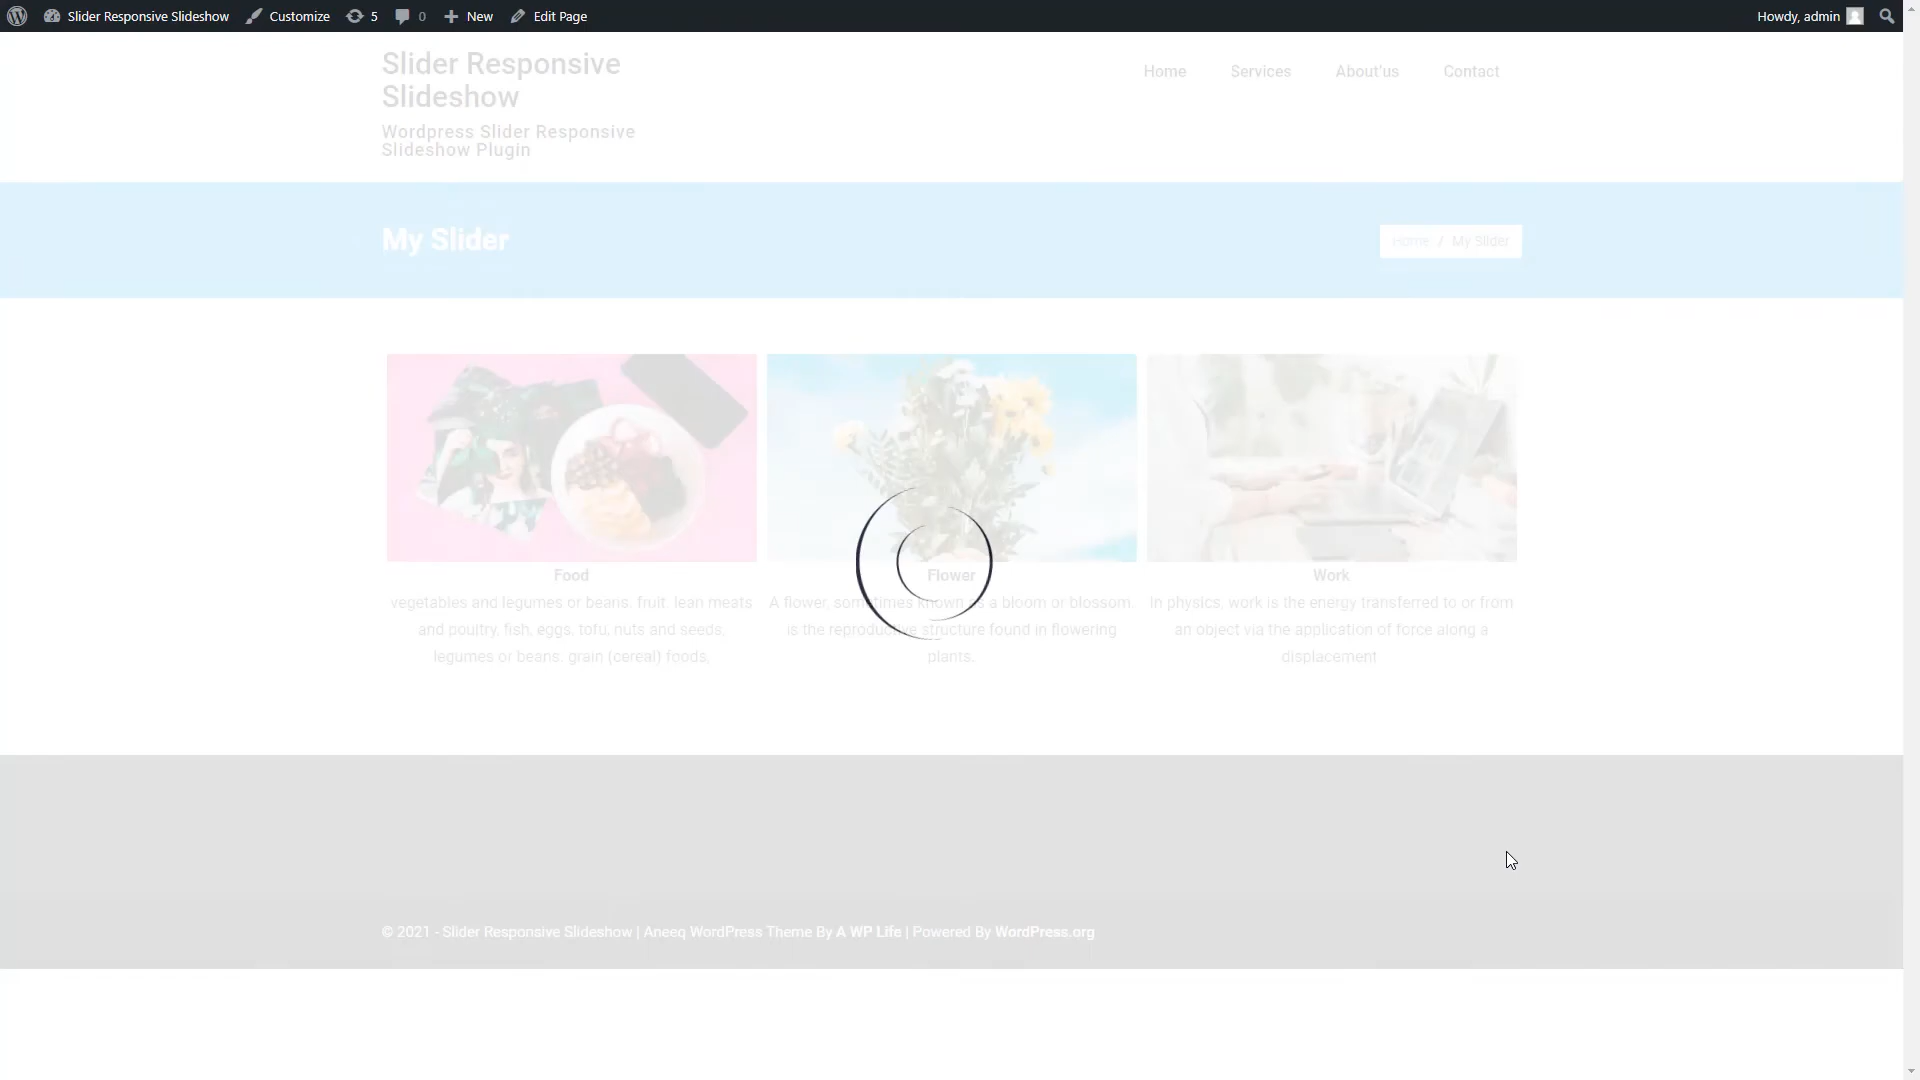 Slider Responsive Slideshow Customize 5 0 New Edit Page Howdy, admin
Slider Responsive
Slideshow
Wordpress Slider Responsive
Slideshow Plugin
Home Services About'us Contact
My Slider
Home / My Slider
Food
vegetables and legumes or beans. fruit. lean meats
and poultry, fish, eggs, tofu, nuts and seeds,
legumes or beans. grain (cereal) foods,
Flower
A flower, sometimes known as a bloom or blossom
is the reproductive structure found in flowering
plants.
Work
In physics, work is the energy transferred to or from
an object via the application of force along a
displacement
© 2021 - Slider Responsive Slideshow | Aneeq WordPress Theme By A WP Life | Powered By WordPress.org